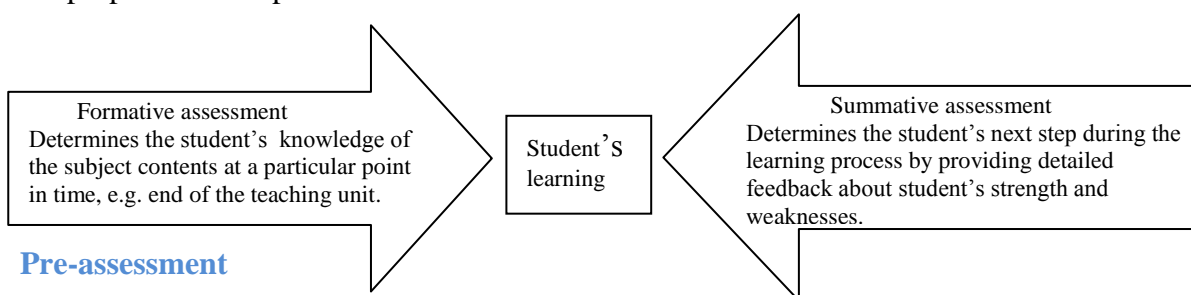 Formative assessment
Determines the student's knowledge of
the subject contents at a particular point
in time, e.g. end of the teaching unit.
Student's
learning
Summative assessment
Determines the student's next step during the
learning process by providing detailed
feedback about student's strength and
weaknesses.
Pre-assessment